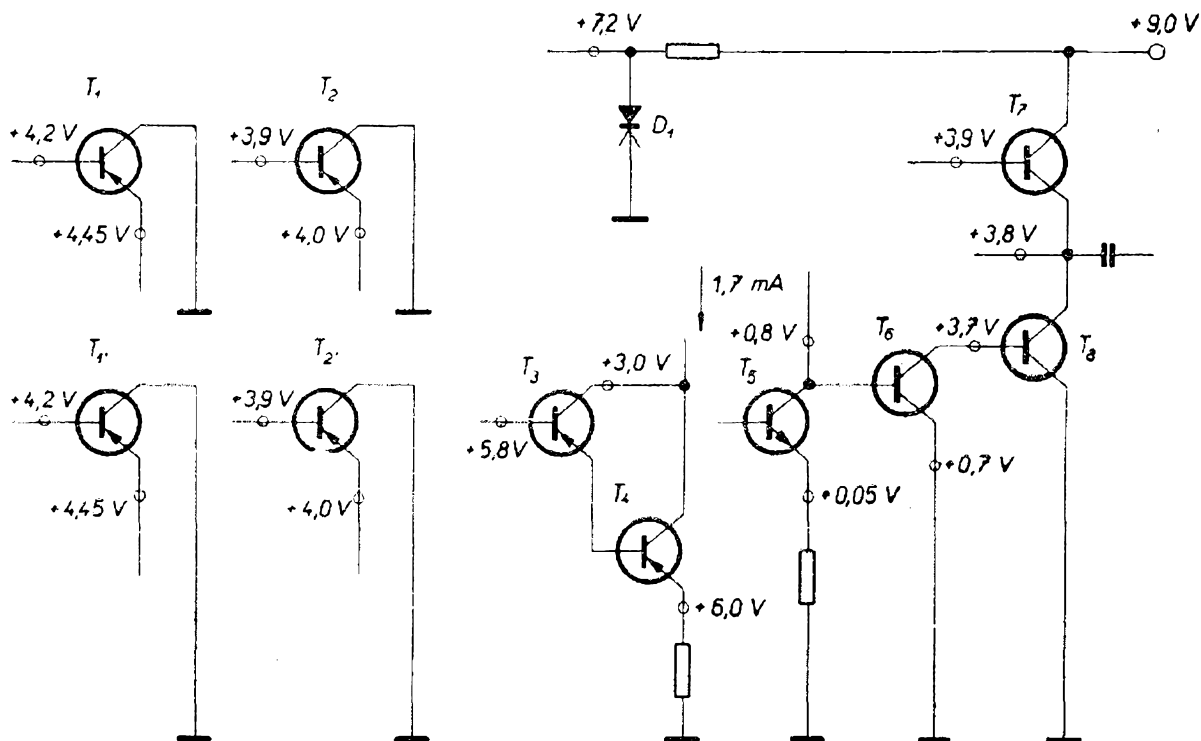 +7,2 V
+9,0 V
T₁
T₂
D₁
T₇
+4,2 V
+3,9 V
+3,9 V
+4,45 V
+4,0 V
+3,8 V
1,7 mA
+0,8 V
T₆
+3,7 V
T₈
T₁'
T₂'
T₃
+3,0 V
T₅
+4,2 V
+3,9 V
+5,8 V
+0,7 V
+4,45 V
+4,0 V
T₄
+0,05 V
+6,0 V